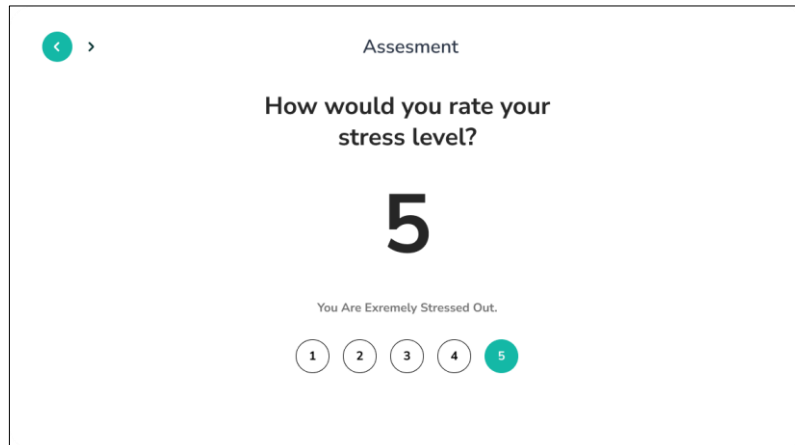 Assesment
How would you rate your
stress level?
5
You Are Exremely Stressed Out.
1 2 3 4 5